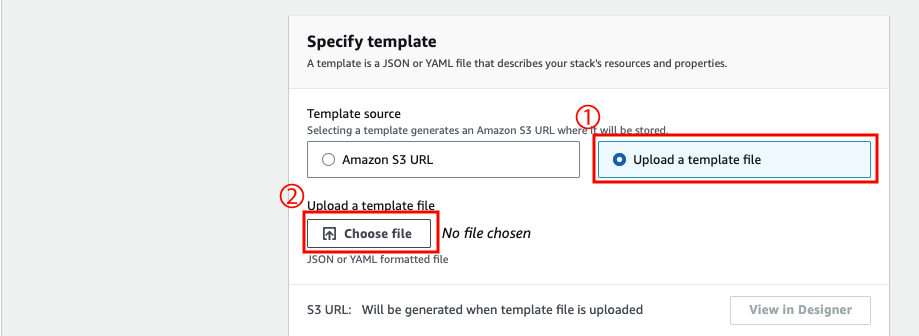 Specify template
A template is a JSON or YAML file that describes your stack's resources and properties.
Template source
①
Selecting a template generates an Amazon S3 URL where it will be stored.
Amazon S3 URL
Upload a template file
②
Upload a template file
Choose file
No file chosen
JSON or YAML formatted file
S3 URL: Will be generated when template file is uploaded
View in Designer